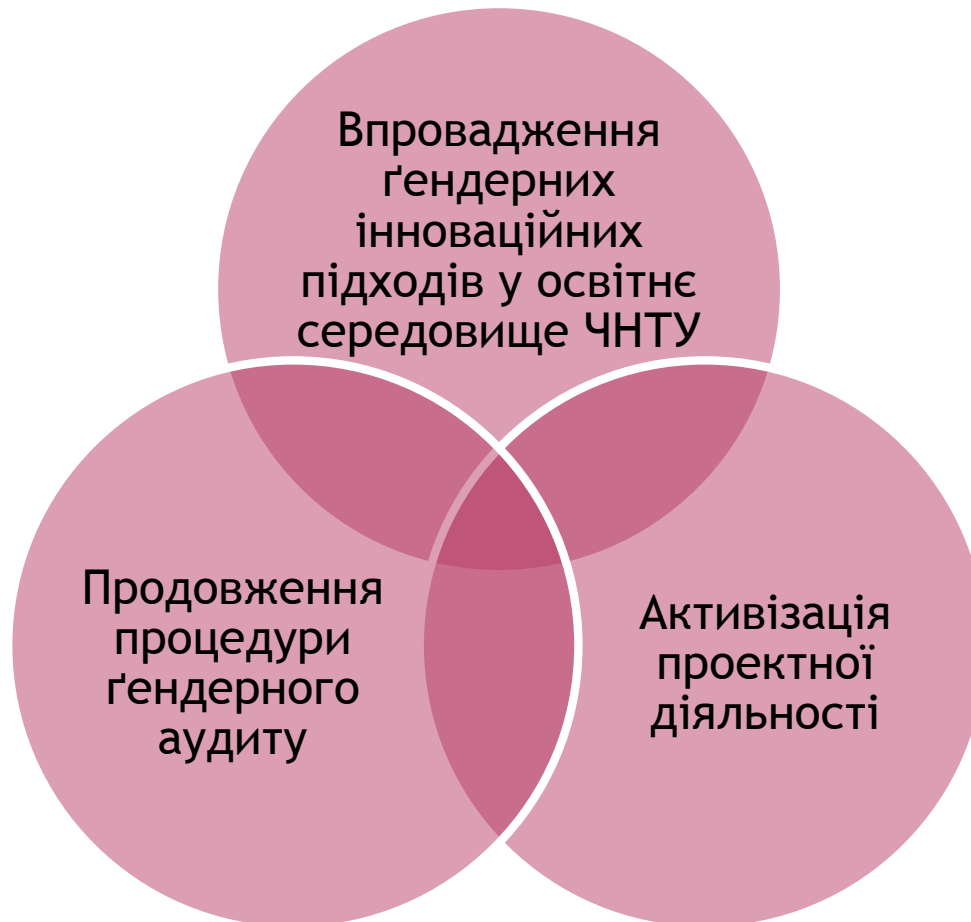 Впровадження
ґендерних
інноваційних
підходів у освітнє
середовище ЧНТУ
Продовження
процедури
ґендерного
аудиту
Активізація
проектної
діяльності